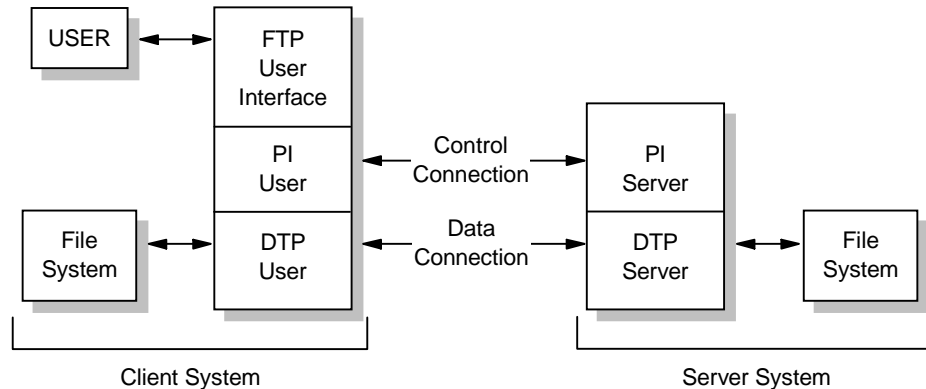 USER
FTP
User
Interface
PI
User
Control
Connection
PI
Server
File
System
DTP
User
Data
Connection
DTP
Server
File
System
Client System
Server System